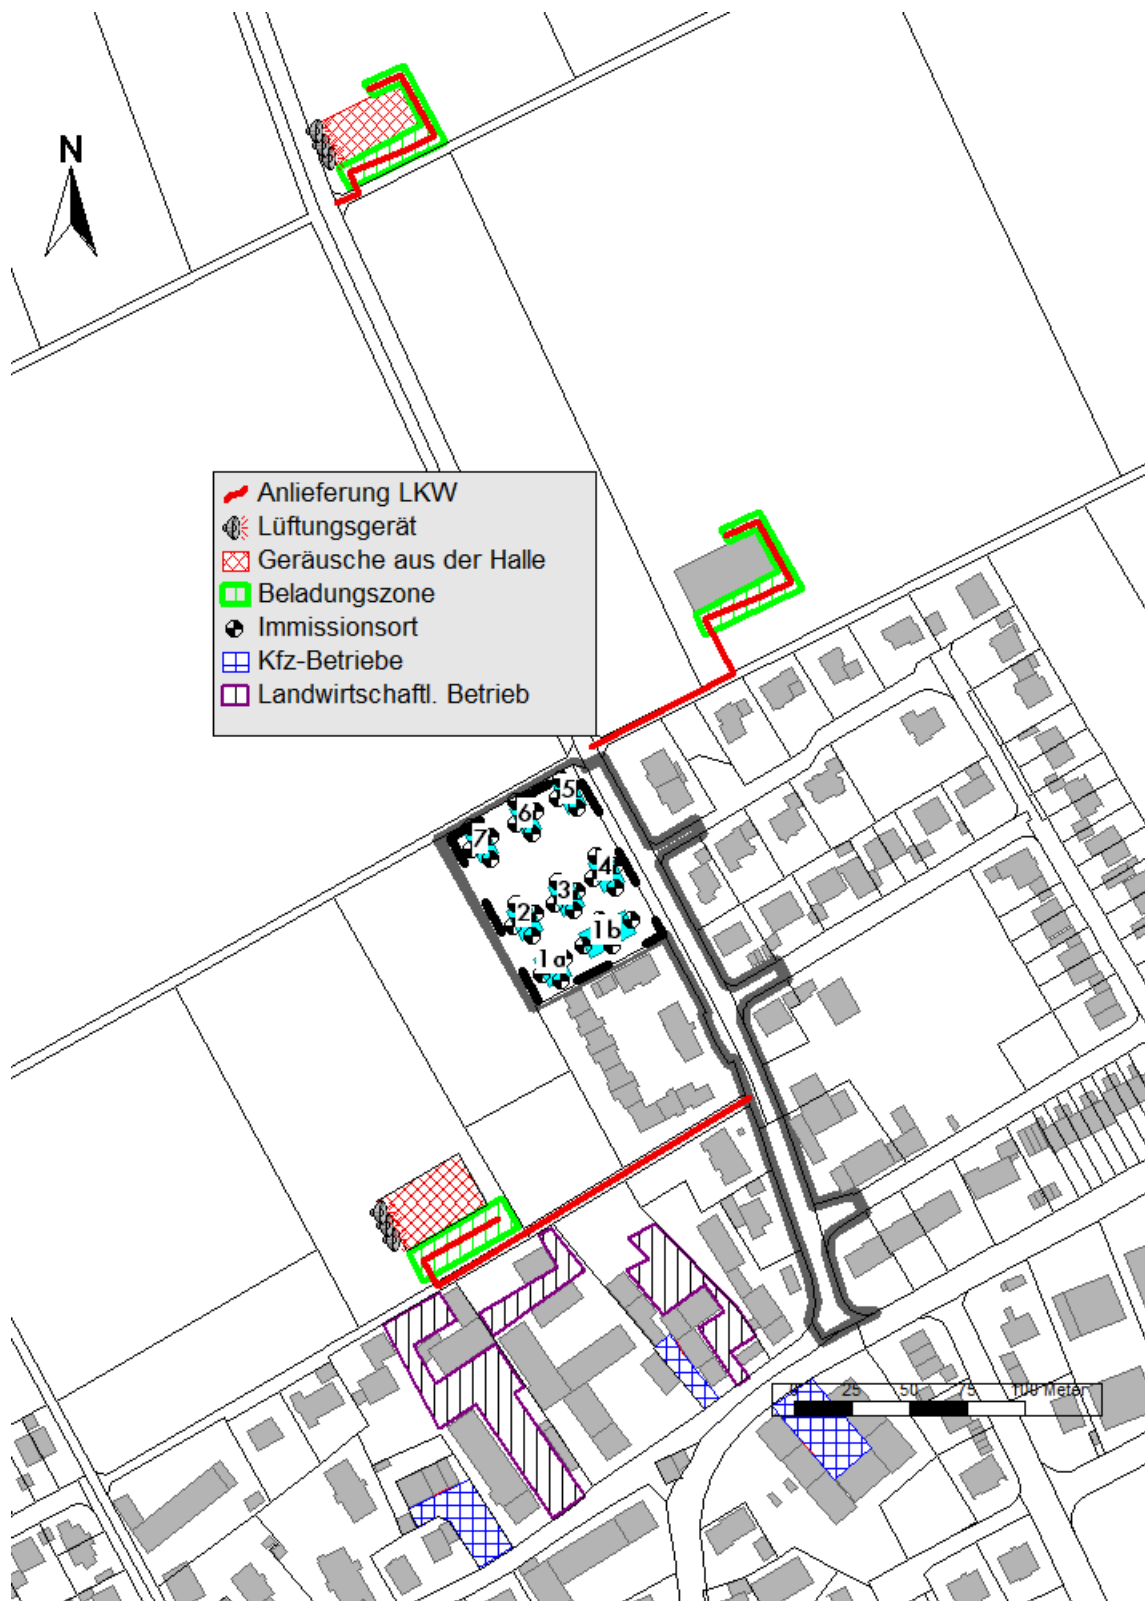 N
Anlieferung LKW
Lüftungsgerät
Geräusche aus der Halle
Beladungszone
Immissionsort
Kfz-Betriebe
Landwirtschaftl. Betrieb
5
6
7
4
3
2
1b
1a
0 25 50 75 100 Meter